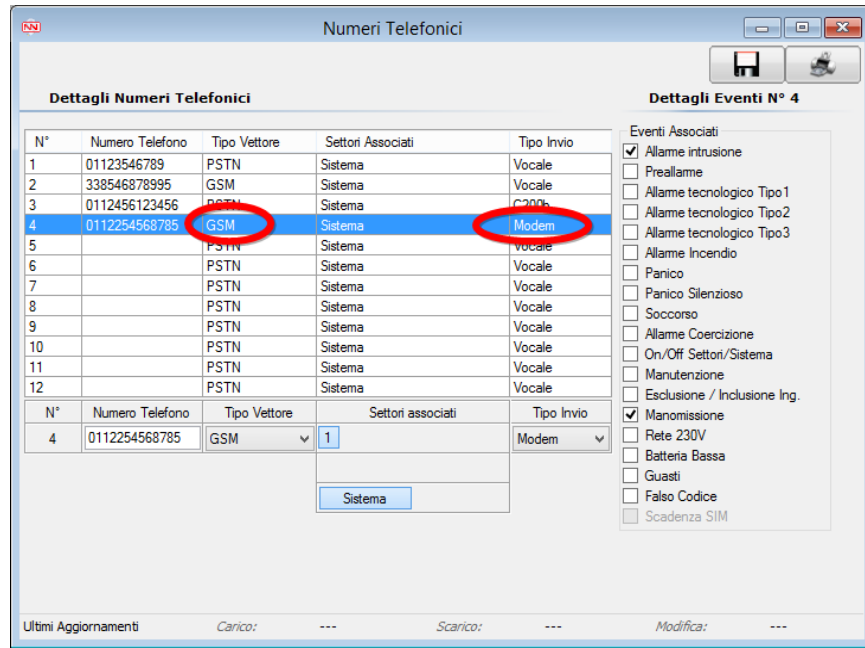 Numeri Telefonici
Dettagli Numeri Telefonici
Dettagli Eventi N° 4
N° Numero Telefono Tipo Vettore Settori Associati Tipo Invio
1 01123546789 PSTN Sistema Vocale
2 338546878995 GSM Sistema Vocale
3 0112456123456 PSTN Sistema C200b
4 0112254568785 GSM Sistema Modem
5 PSTN Sistema Vocale
6 PSTN Sistema Vocale
7 PSTN Sistema Vocale
8 PSTN Sistema Vocale
9 PSTN Sistema Vocale
10 PSTN Sistema Vocale
11 PSTN Sistema Vocale
12 PSTN Sistema Vocale
N° Numero Telefono Tipo Vettore Settori associati Tipo Invio
4 0112254568785 GSM 1 Modem
Sistema
Eventi Associati
Allarme intrusione
Preallarme
Allarme tecnologico Tipo1
Allarme tecnologico Tipo2
Allarme tecnologico Tipo3
Allarme Incendio
Panico
Panico Silenzioso
Soccorso
Allarme Coercizione
On/Off Settori/Sistema
Manutenzione
Esclusione / Inclusione Ing.
Manomissione
Rete 230V
Batteria Bassa
Guasti
Falso Codice
Scadenza SIM
Ultimi Aggiornamenti Carico: --- Scarico: --- Modifica: ---